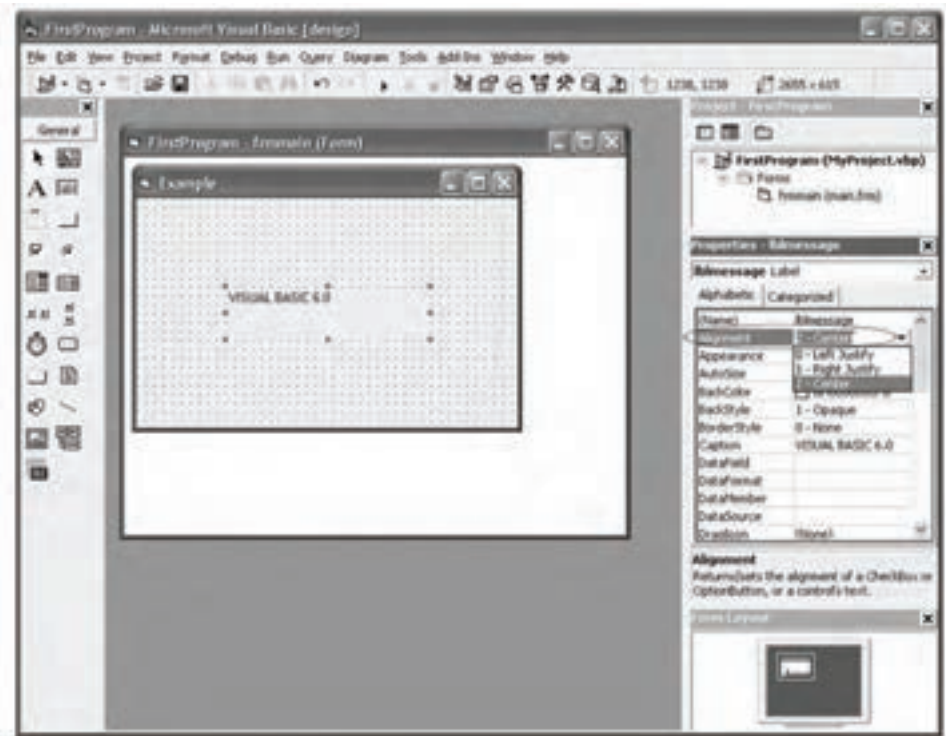 FirstProgram - Microsoft Visual Basic [design]
File Edit View Project Format Debug Run Query Diagram Tools Add-Ins Window Help
1238, 1238
2655 x 615
General
FirstProgram - frmmain (Form)
Example
VISUAL BASIC 6.0
Project - FirstProgram
FirstProgram (MyProject.vbp)
Forms
frmmain (main.frm)
Properties - lblmessage
lblmessage Label
Alphabetic Categorized
(Name) lblmessage
Alignment 2 - Center
0 - Left Justify
1 - Right Justify
2 - Center
Appearance
AutoSize
BackColor
BackStyle 1 - Opaque
BorderStyle 0 - None
Caption VISUAL BASIC 6.0
DataField
DataFormat
DataMember
DataSource
DragIcon (None)
Alignment
Returns/sets the alignment of a CheckBox or
OptionButton, or a control's text.
Form Layout